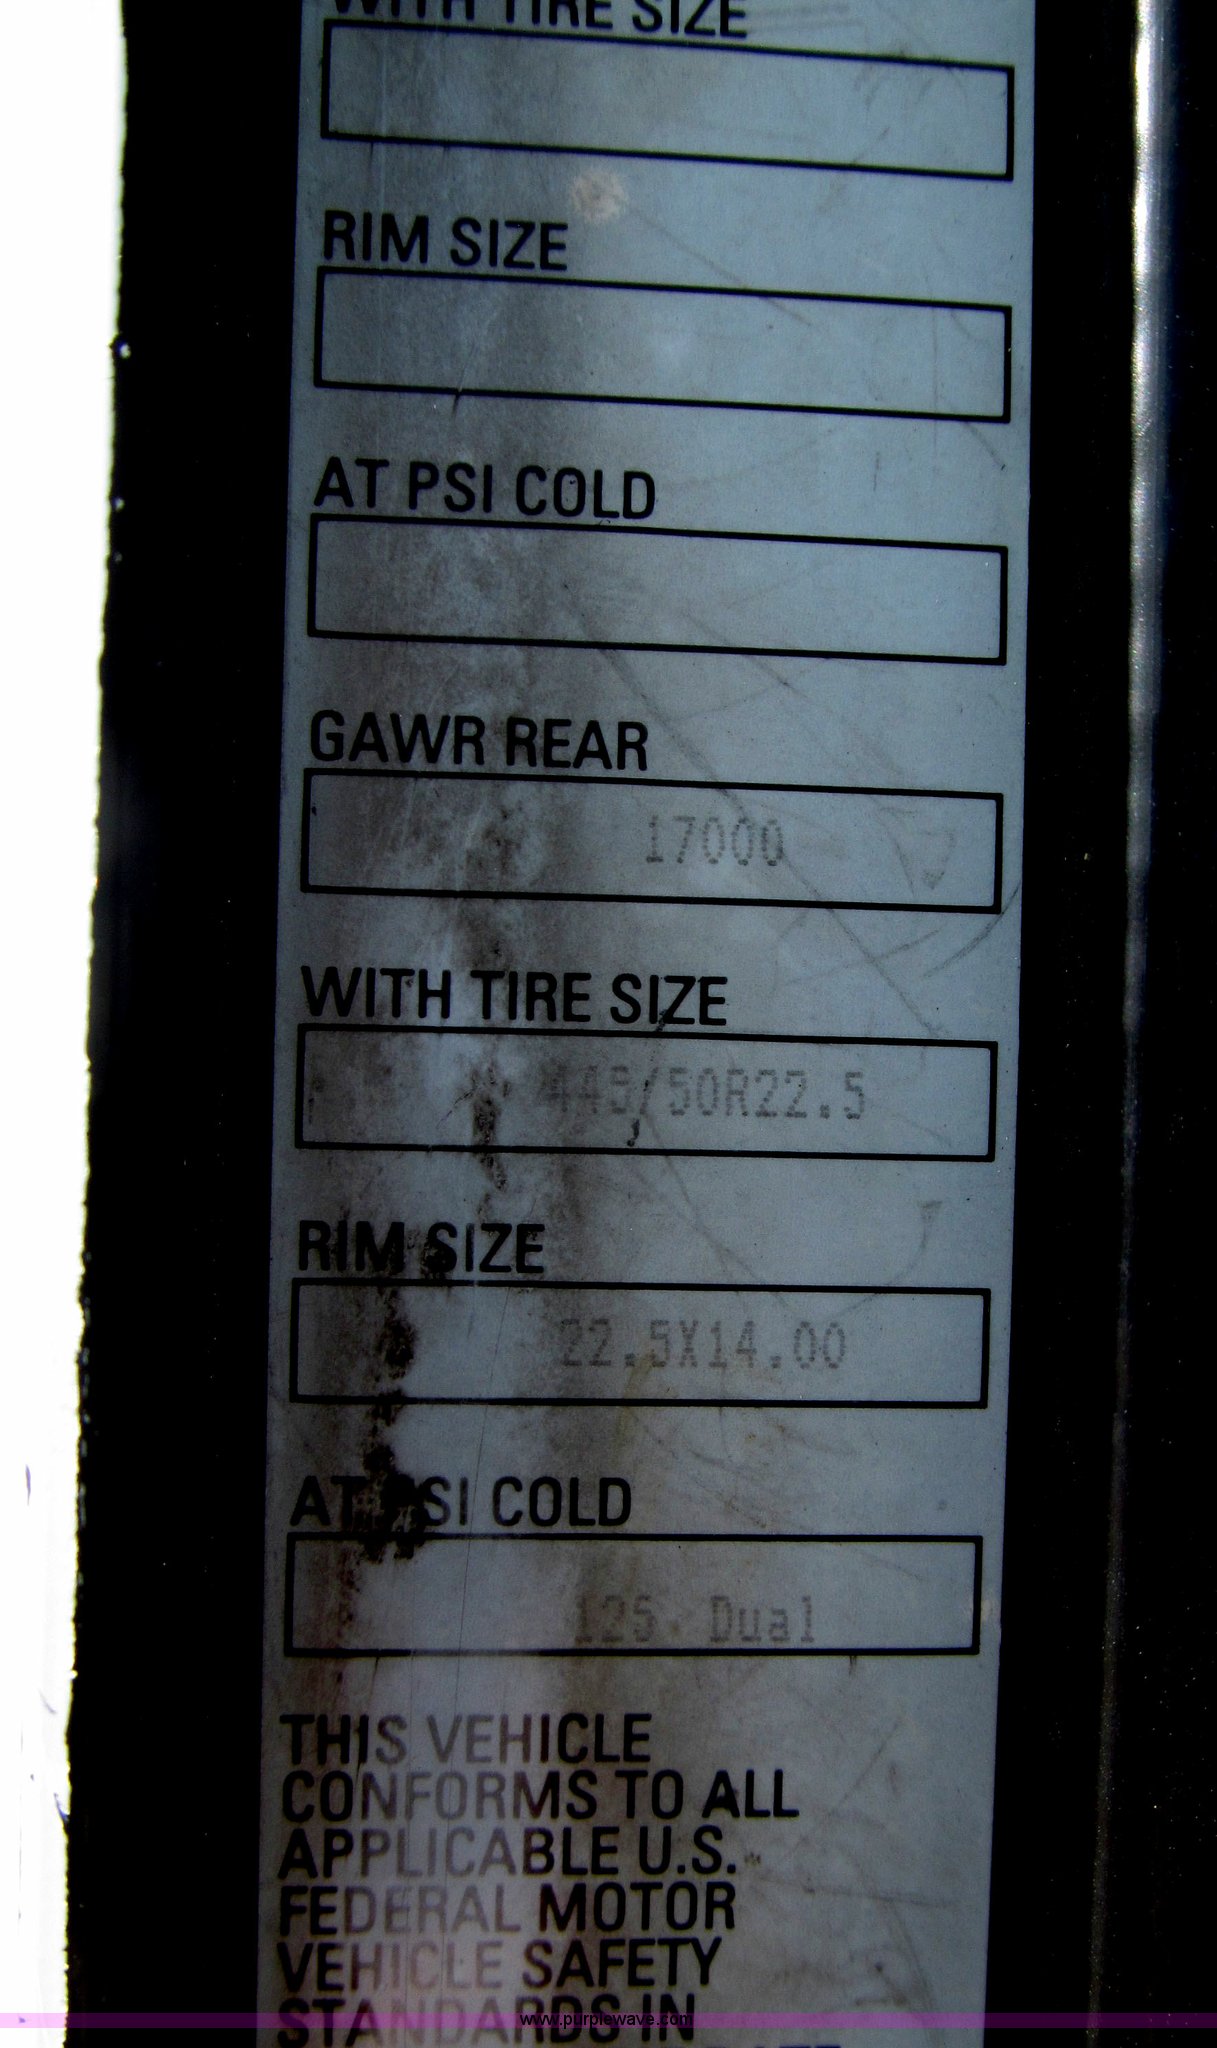 WITH TIRE SIZE
RIM SIZE
AT PSI COLD
GAWR REAR
17000
WITH TIRE SIZE
445/50R22.5
RIM SIZE
22.5X14.00
AT PSI COLD
125 Dual
THIS VEHICLE
CONFORMS TO ALL
APPLICABLE U.S.
FEDERAL MOTOR
VEHICLE SAFETY
STANDARDS IN
www.purplewave.com